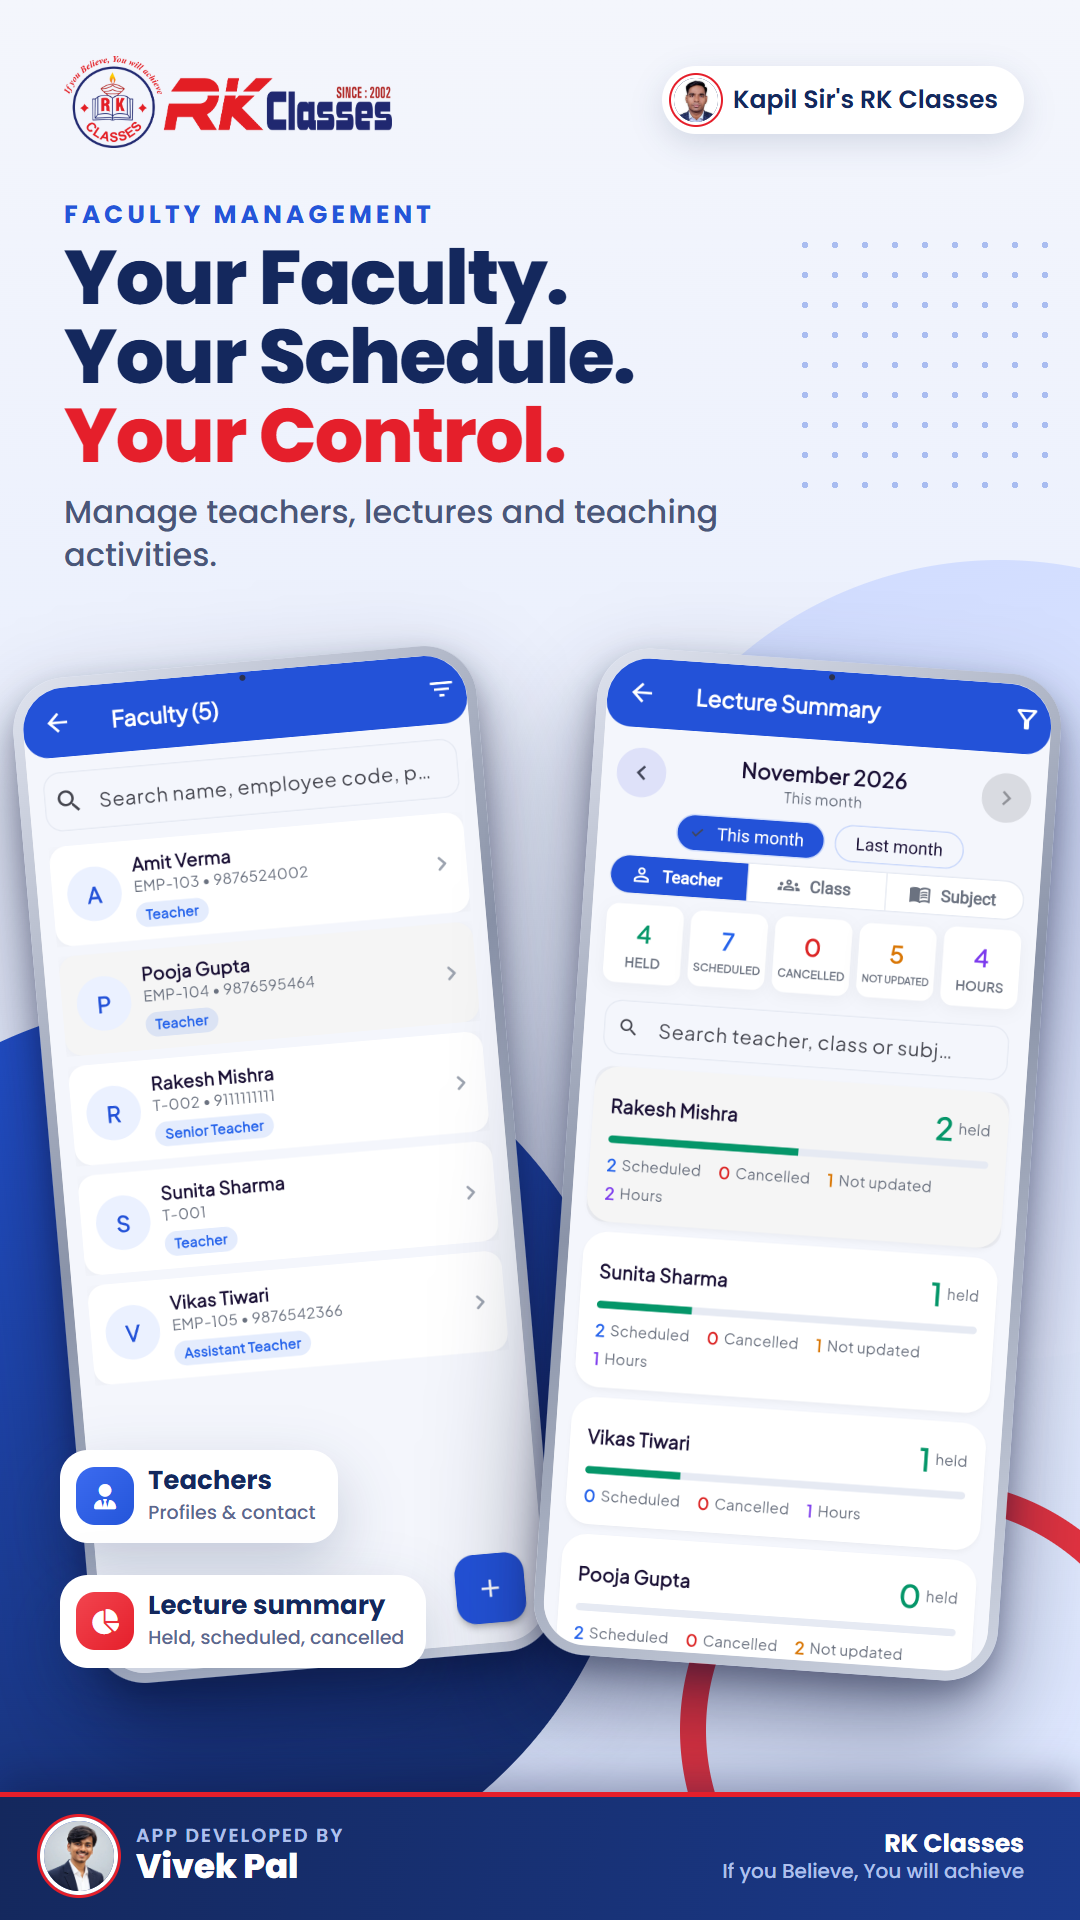 If you Believe, You will achieve
RK
CLASSES
RK Classes
SINCE : 2002
Kapil Sir's RK Classes
FACULTY MANAGEMENT
Your Faculty.
Your Schedule.
Your Control.
Manage teachers, lectures and teaching
activities.
Faculty (5)
Search name, employee code, p...
A
Amit Verma
EMP-103 • 9876524002
Teacher
P
Pooja Gupta
EMP-104 • 9876595464
Teacher
R
Rakesh Mishra
T-002 • 9111111111
Senior Teacher
S
Sunita Sharma
T-001
Teacher
V
Vikas Tiwari
EMP-105 • 9876542366
Assistant Teacher
+
Lecture Summary
November 2026
This month
This month
Last month
Teacher
Class
Subject
4 HELD
7 SCHEDULED
0 CANCELLED
5 NOT UPDATED
4 HOURS
Search teacher, class or subj...
Rakesh Mishra
2 held
2 Scheduled 0 Cancelled 1 Not updated
2 Hours
Sunita Sharma
1 held
2 Scheduled 0 Cancelled 1 Not updated
1 Hours
Vikas Tiwari
1 held
0 Scheduled 0 Cancelled 1 Hours
Pooja Gupta
0 held
2 Scheduled 0 Cancelled 2 Not updated
Teachers
Profiles & contact
Lecture summary
Held, scheduled, cancelled
APP DEVELOPED BY
Vivek Pal
RK Classes
If you Believe, You will achieve